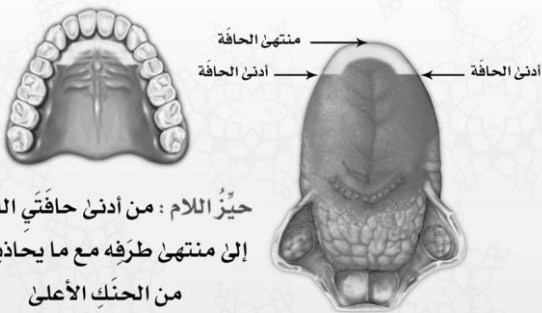 منتهىٰ الحافَة
أدنىٰ الحافَة
أدنىٰ الحافَة
حيِّزُ اللام : من أدنىٰ حافَتَيِ
إلىٰ منتهىٰ طرَفه مع ما
من الحنَكِ الأعلىٰ